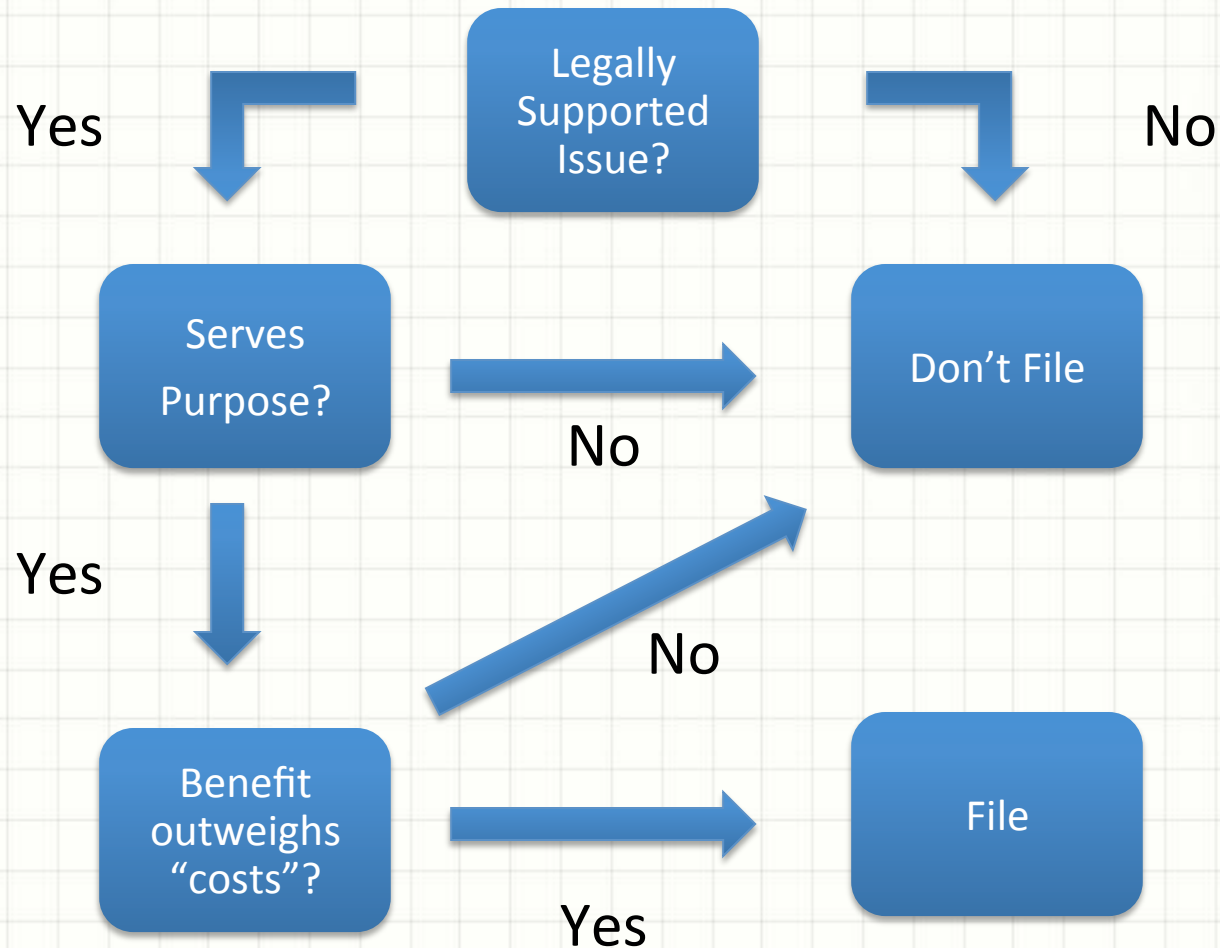 Legally
Supported
Issue?
Yes
No
Serves
Purpose?
Don’t File
No
Yes
No
Benefit
outweighs
“costs”?
File
Yes